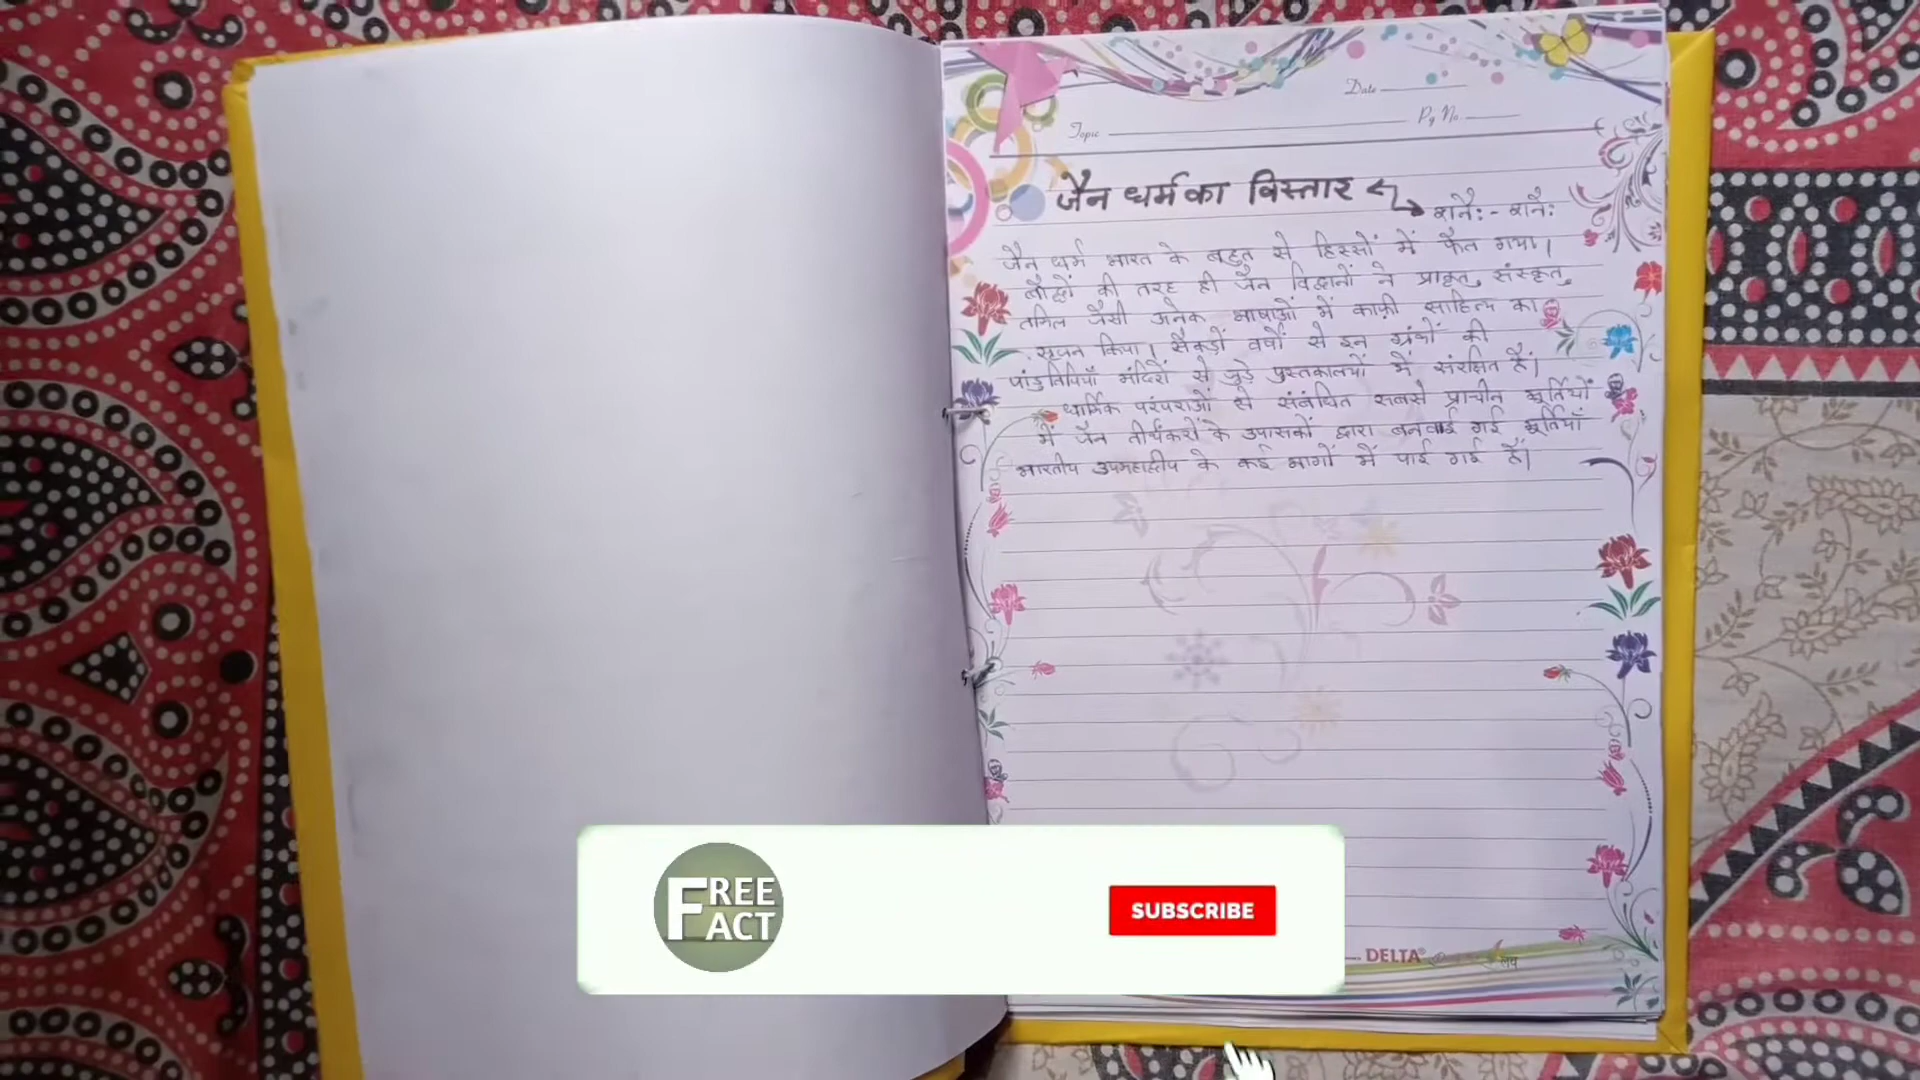 Date
Pg No.
Topic
जैन धर्म का विस्तार
शनै: - शनै:
जैन धर्म भारत के बहुत से हिस्सों में फैल गया।
बौद्धों की तरह ही जैन विद्वानों ने प्राकृत, संस्कृत,
तमिल जैसी अनेक भाषाओं में काफ़ी साहित्य का
सृजन किया। सैकड़ों वर्षों से इन ग्रंथों की
पांडुलिपियाँ मंदिरों से जुड़े पुस्तकालयों में संरक्षित हैं।
धार्मिक परंपराओं से संबंधित सबसे प्राचीन मूर्तियों
में जैन तीर्थंकरों के उपासकों द्वारा बनवाई गई मूर्तियाँ
भारतीय उपमहाद्वीप के कई भागों में पाई गई हैं।
FREE
FACT
SUBSCRIBE
DELTA